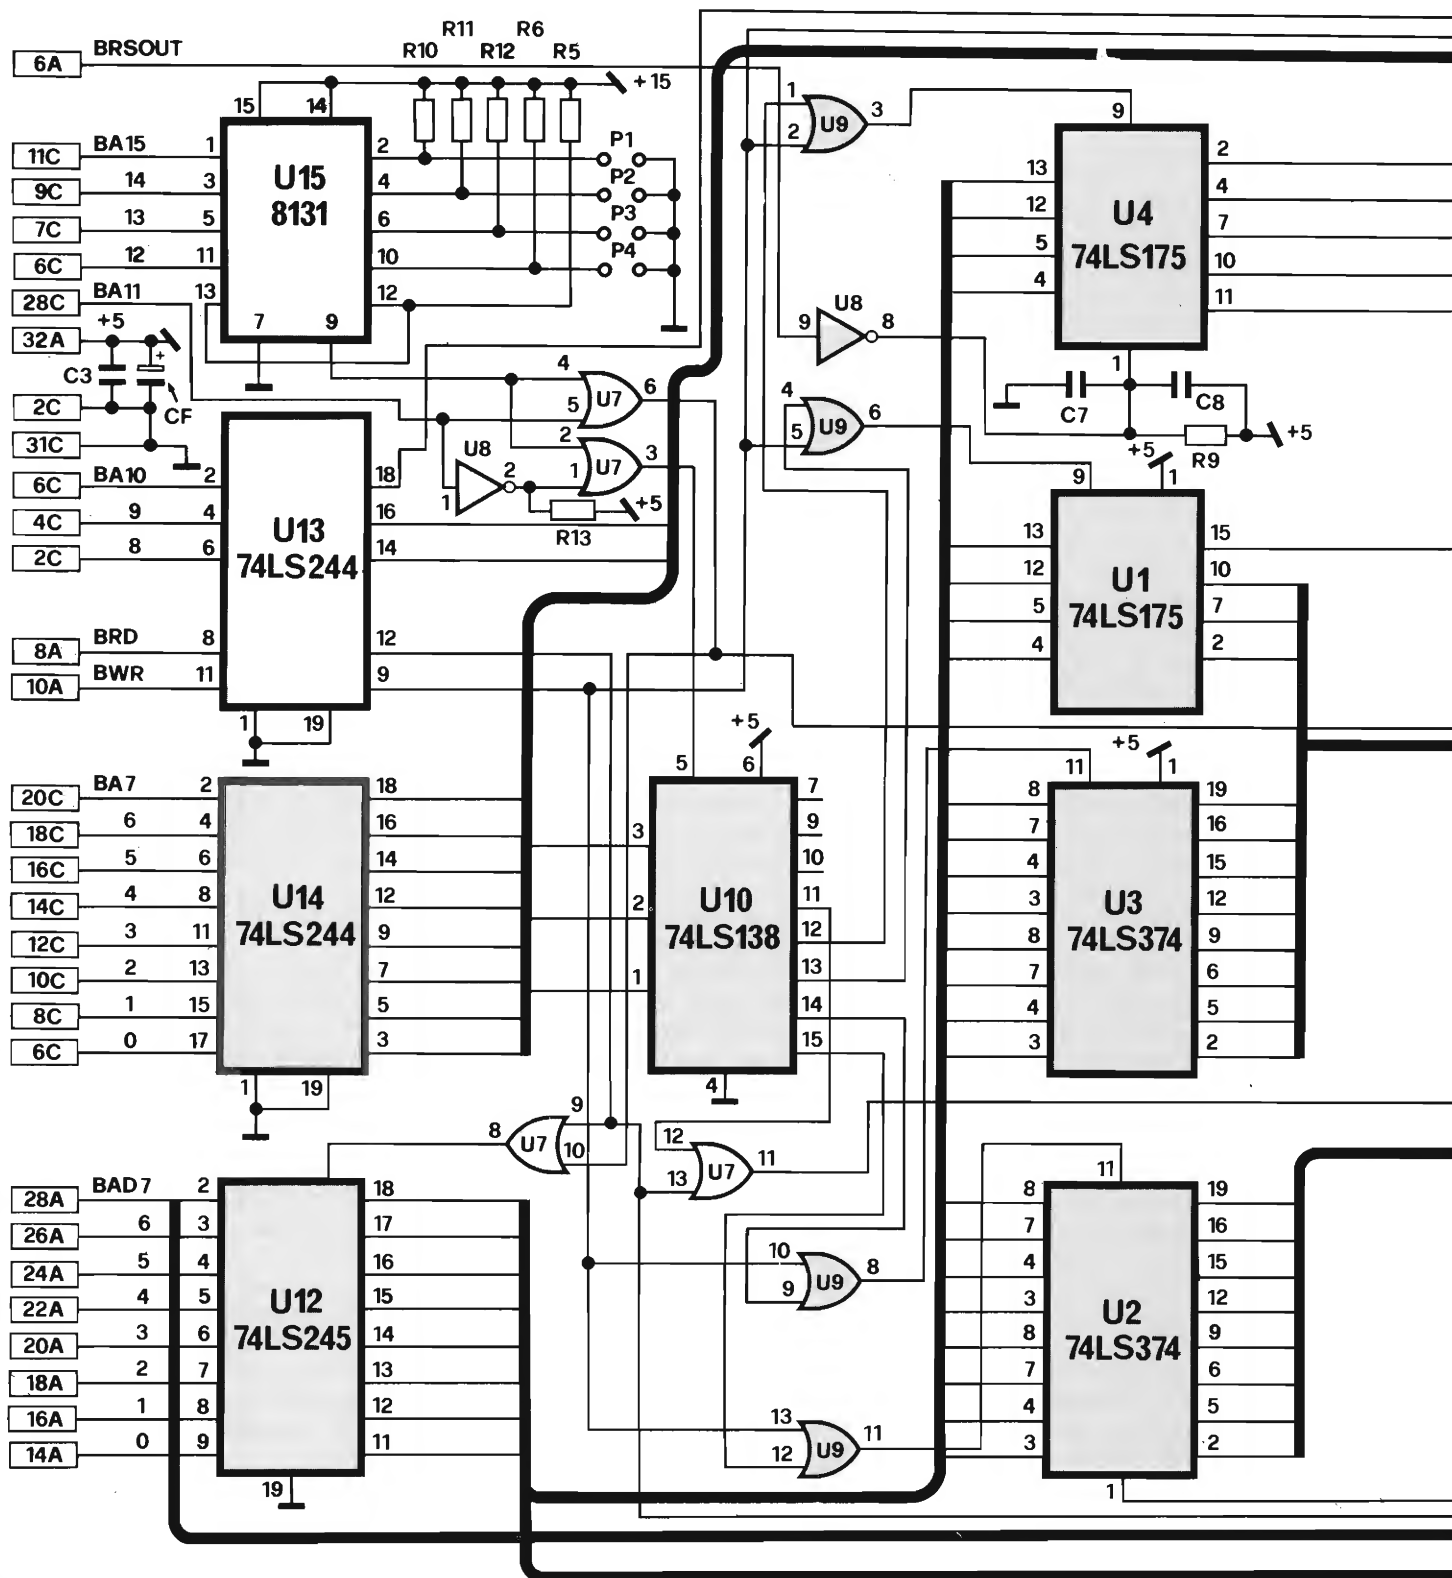 BRSOUT
6A
R10
R11
R12
R6
R5
+15
15
14
11C BA15 1
9C 14 3
7C 13 5
6C 12 11
28C BA11 13
U15
8131
2
4
6
10
12
7
9
P1
P2
P3
P4
32A +5
+
C3
CF
2C
31C
6C BA10 2
4C 9 4
2C 8 6
8A BRD 8
10A BWR 11
U13
74LS244
18
16
14
12
9
1
19
4
5
U7
6
2
1
U7
3
U8
1
2
R13
+5
1
2
U9
3
U8
9
8
4
5
U9
6
9
13
12
5
4
U4
74LS175
2
4
7
10
11
1
C7
C8
R9
+5
+5
9
1
13
12
5
4
U1
74LS175
15
10
7
2
20C BA7 2
18C 6 4
16C 5 6
14C 4 8
12C 3 11
10C 2 13
8C 1 15
6C 0 17
U14
74LS244
18
16
14
12
9
7
5
3
1
19
+5
5
6
3
2
1
U10
74LS138
7
9
10
11
12
13
14
15
4
+5
11
1
8
7
4
3
8
7
4
3
U3
74LS374
19
16
15
12
9
6
5
2
8
U7
9
10
12
13
U7
11
10
9
U9
8
13
12
U9
11
28A BAD7 2
26A 6 3
24A 5 4
22A 4 5
20A 3 6
18A 2 7
16A 1 8
14A 0 9
U12
74LS245
18
17
16
15
14
13
12
11
19
11
8
7
4
3
8
7
4
3
U2
74LS374
19
16
15
12
9
6
5
2
1